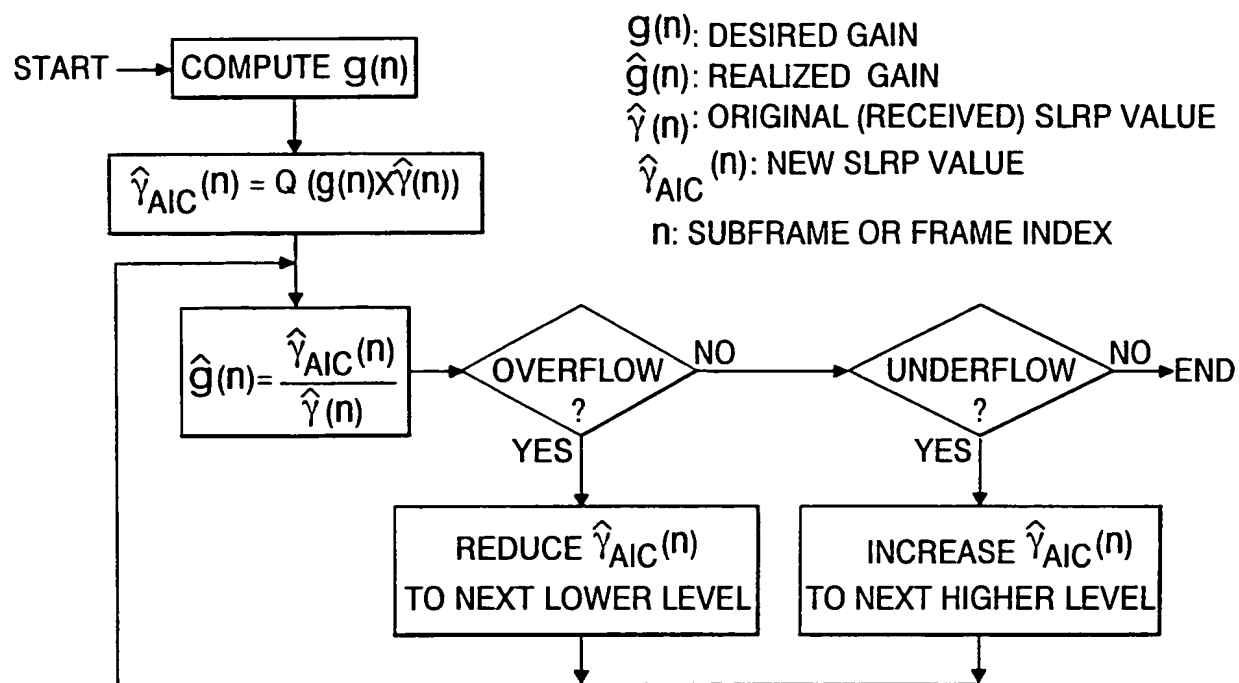 START
COMPUTE g(n)
γ̂AIC(n) = Q (g(n)Xγ̂(n))
g(n): DESIRED GAIN
ĝ(n): REALIZED GAIN
γ̂(n): ORIGINAL (RECEIVED) SLRP VALUE
γ̂AIC(n): NEW SLRP VALUE
n: SUBFRAME OR FRAME INDEX
ĝ(n)= γ̂AIC(n)
γ̂(n)
OVERFLOW
?
NO
YES
UNDERFLOW
?
NO
END
YES
REDUCE γ̂AIC(n)
TO NEXT LOWER LEVEL
INCREASE γ̂AIC(n)
TO NEXT HIGHER LEVEL